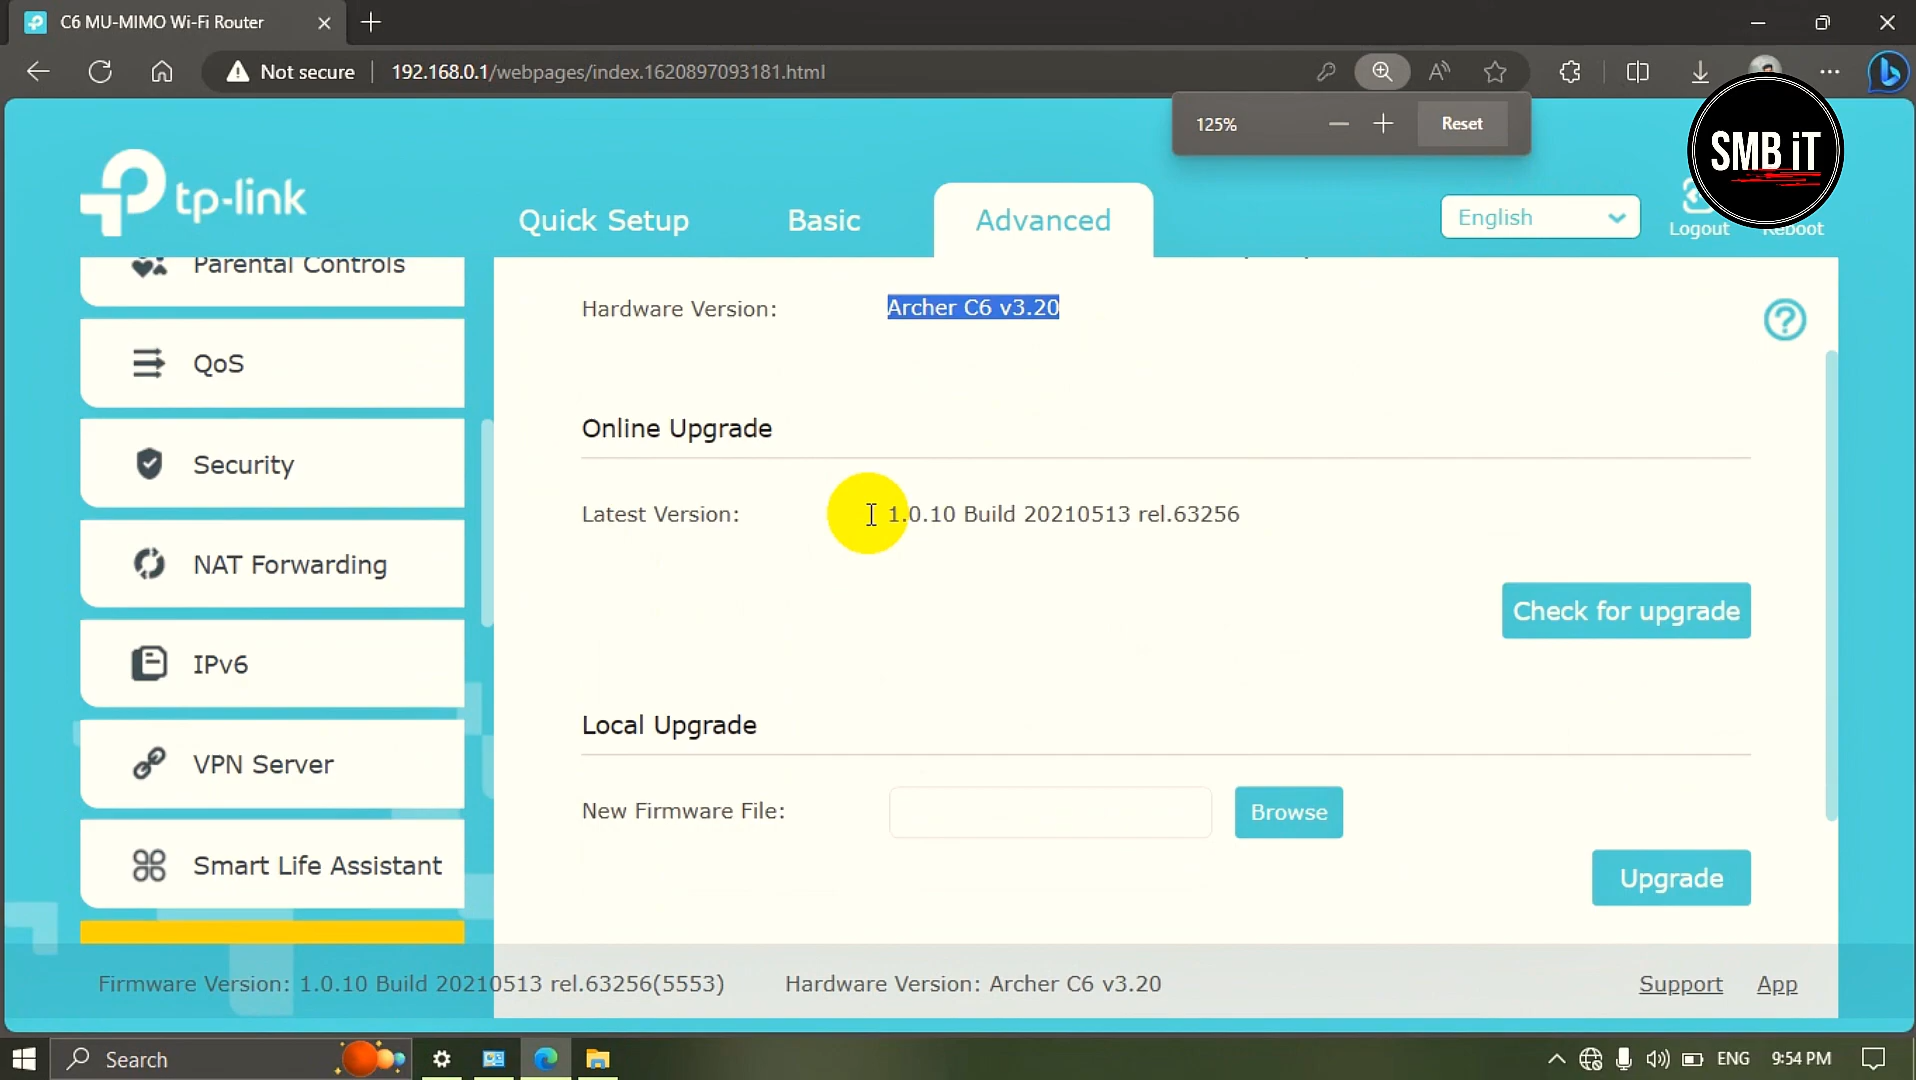 C6 MU-MIMO Wi-Fi Router
Not secure
192.168.0.1/webpages/index.1620897093181.html
125%
Reset
SMB iT
tp-link
Quick Setup
Basic
Advanced
English
Logout
Reboot
Parental Controls
QoS
Security
NAT Forwarding
IPv6
VPN Server
Smart Life Assistant
Hardware Version: Archer C6 v3.20
Online Upgrade
Latest Version: 1.0.10 Build 20210513 rel.63256
Check for upgrade
Local Upgrade
New Firmware File:
Browse
Upgrade
Firmware Version: 1.0.10 Build 20210513 rel.63256(5553)
Hardware Version: Archer C6 v3.20
Support
App
Search
ENG
9:54 PM